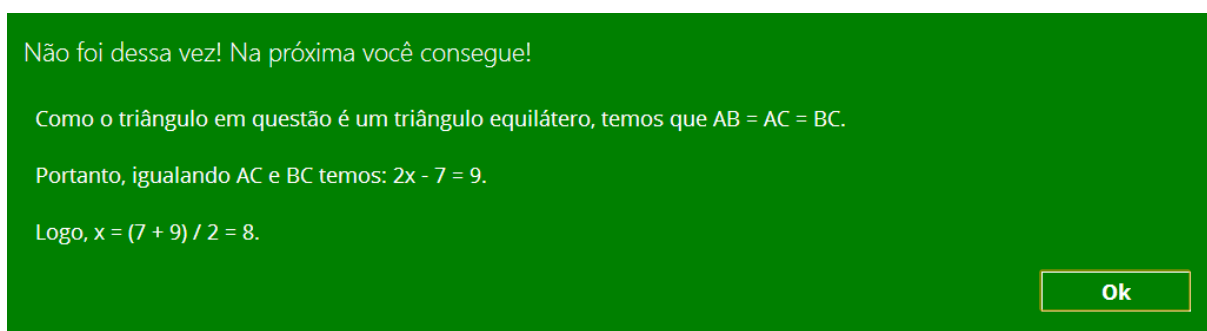 Não foi dessa vez! Na próxima você consegue!
Como o triângulo em questão é um triângulo equilátero, temos que AB = AC = BC.
Portanto, igualando AC e BC temos: 2x - 7 = 9.
Logo, x = (7 + 9) / 2 = 8.
Ok